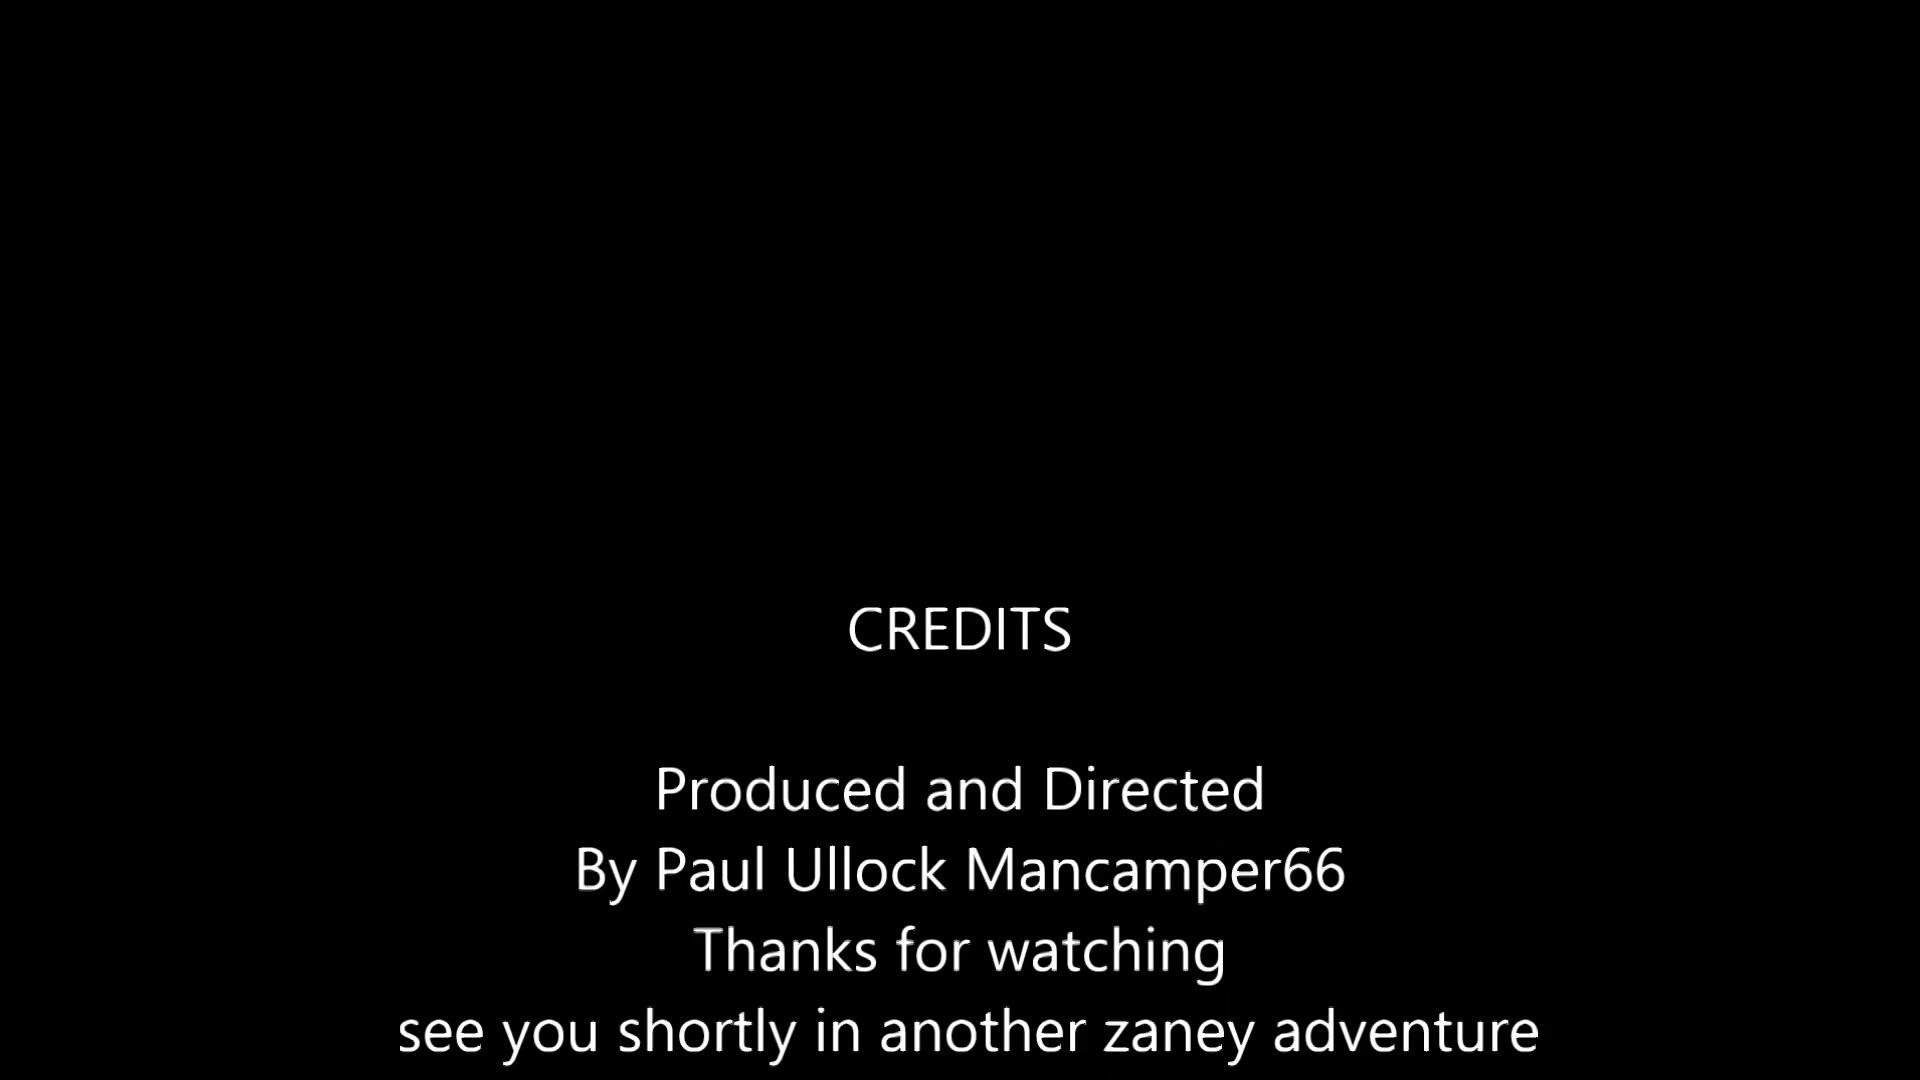 CREDITS
Produced and Directed
By Paul Ullock Mancamper66
Thanks for watching
see you shortly in another zaney adventure